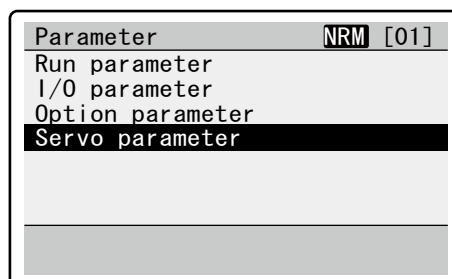 Parameter NRM [01]
Run parameter
I/O parameter
Option parameter
Servo parameter